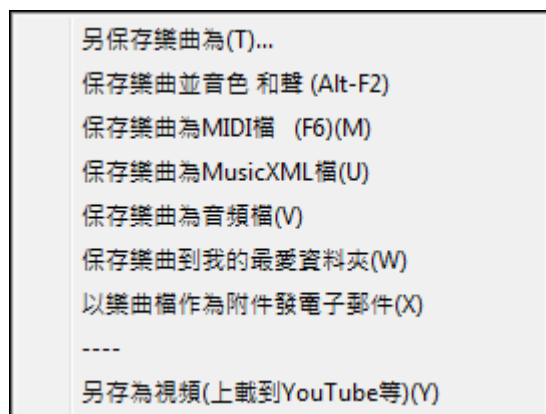 另保存樂曲為(T)...
保存樂曲並音色 和聲 (Alt-F2)
保存樂曲為MIDI檔   (F6)(M)
保存樂曲為MusicXML檔(U)
保存樂曲為音頻檔(V)
保存樂曲到我的最愛資料夾(W)
以樂曲檔作為附件發電子郵件(X)
----
另存為視頻(上載到YouTube等)(Y)